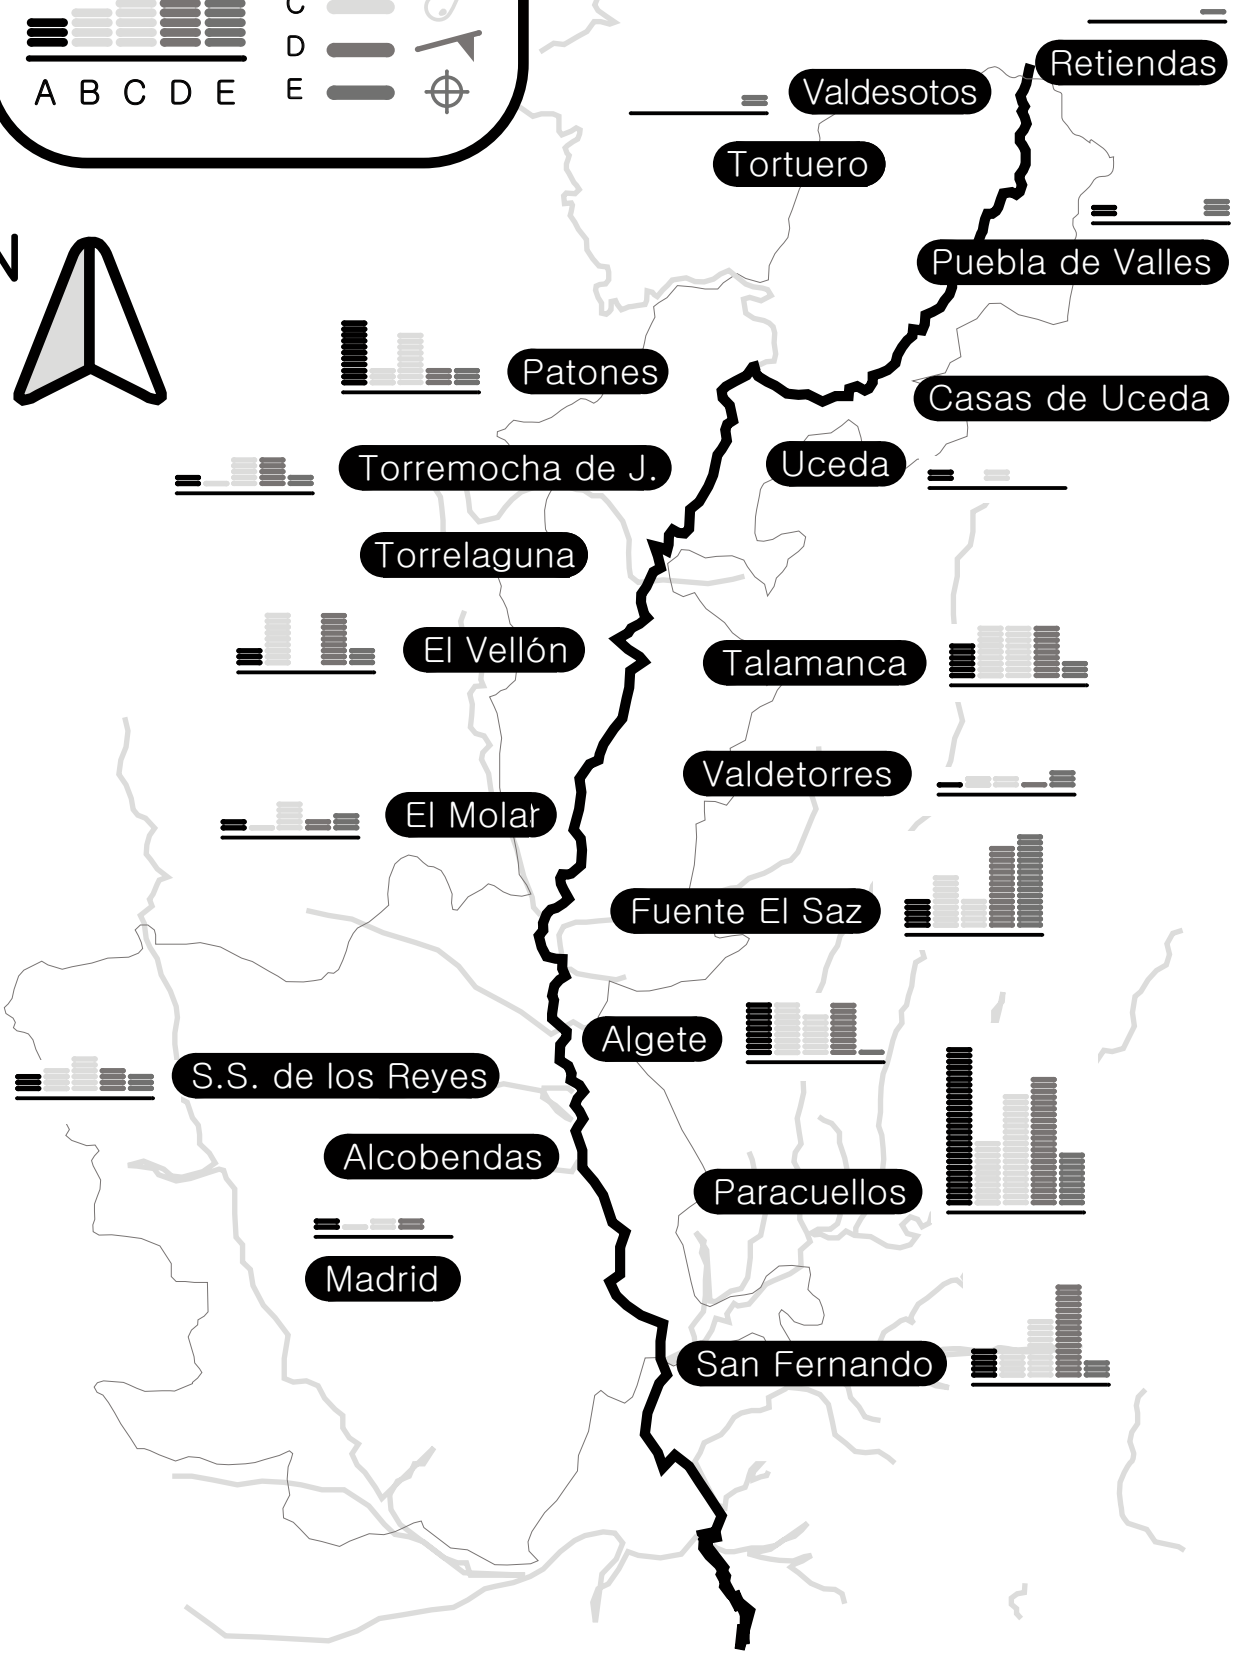 C
D
E
A B C D E
N
Retiendas
Valdesotos
Tortuero
Puebla de Valles
Patones
Casas de Uceda
Torremocha de J.
Uceda
Torrelaguna
El Vellón
Talamanca
Valdetorres
El Molar
Fuente El Saz
Algete
S.S. de los Reyes
Alcobendas
Paracuellos
Madrid
San Fernando